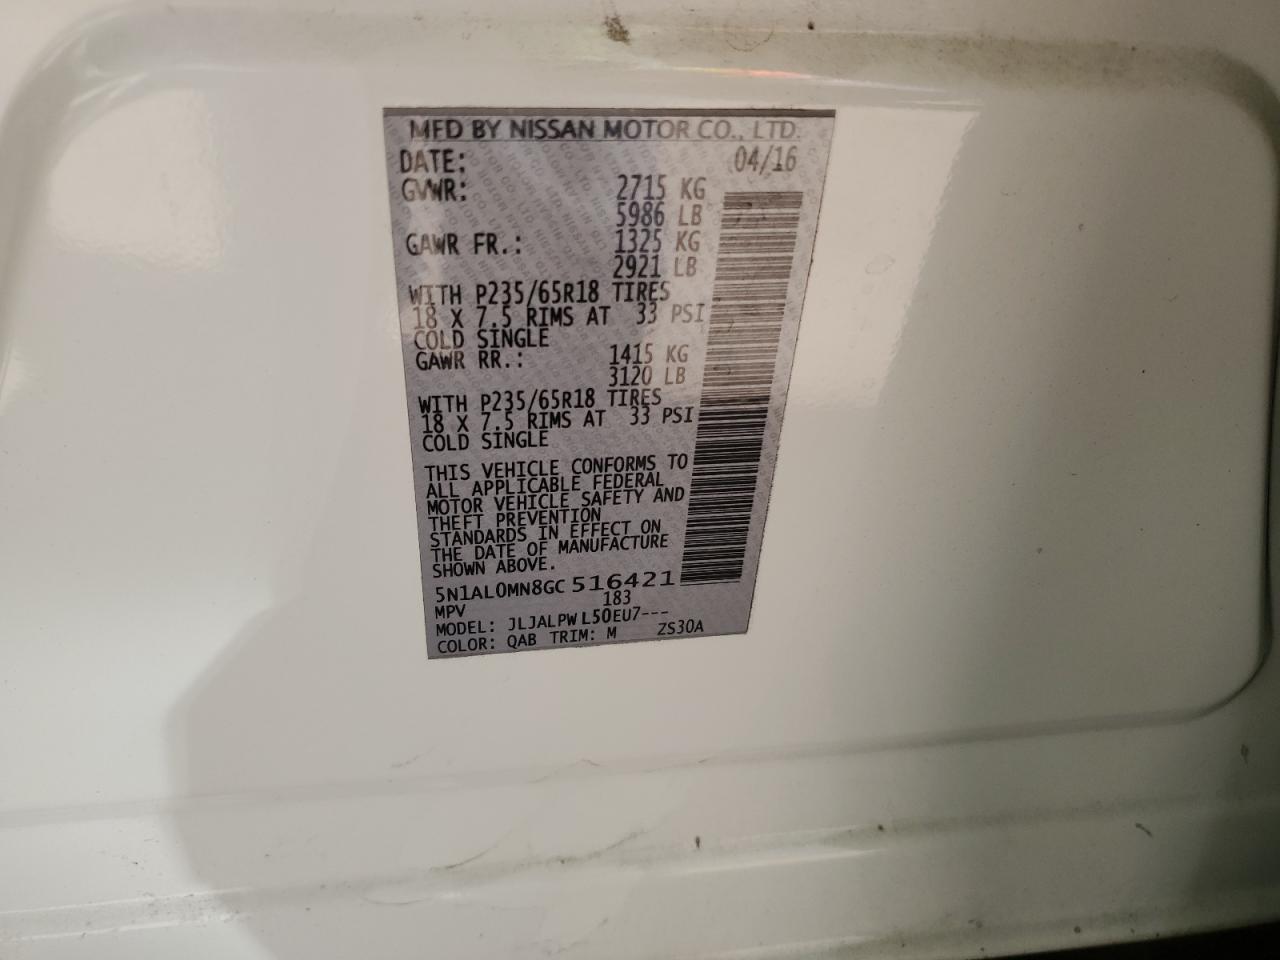 MFD BY NISSAN MOTOR CO., LTD.
DATE: 04/16
GVWR: 2715 KG
5986 LB
GAWR FR.: 1325 KG
2921 LB
WITH P235/65R18 TIRES
18 X 7.5 RIMS AT 33 PSI
COLD SINGLE
GAWR RR.: 1415 KG
3120 LB
WITH P235/65R18 TIRES
18 X 7.5 RIMS AT 33 PSI
COLD SINGLE
THIS VEHICLE CONFORMS TO
ALL APPLICABLE FEDERAL
MOTOR VEHICLE SAFETY AND
THEFT PREVENTION
STANDARDS IN EFFECT ON
THE DATE OF MANUFACTURE
SHOWN ABOVE.
5N1AL0MN8GC516421
MPV 183
MODEL: JLJALPWL50EU7---
COLOR: QAB TRIM: M ZS30A